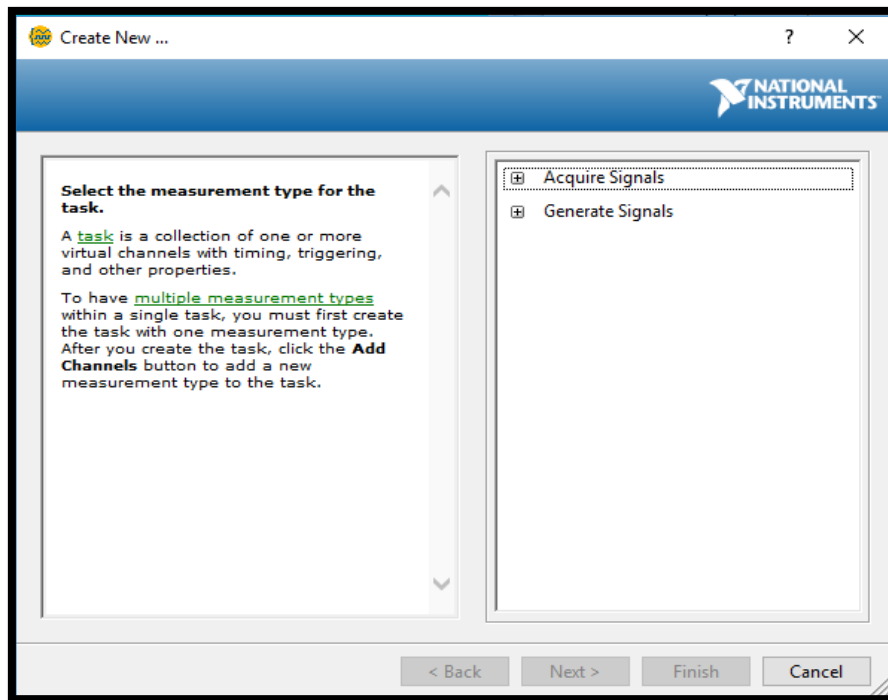 Create New ...
?
NATIONAL
INSTRUMENTS™
Select the measurement type for the
task.
A task is a collection of one or more
virtual channels with timing, triggering,
and other properties.
To have multiple measurement types
within a single task, you must first create
the task with one measurement type.
After you create the task, click the Add
Channels button to add a new
measurement type to the task.
Acquire Signals
Generate Signals
< Back
Next >
Finish
Cancel